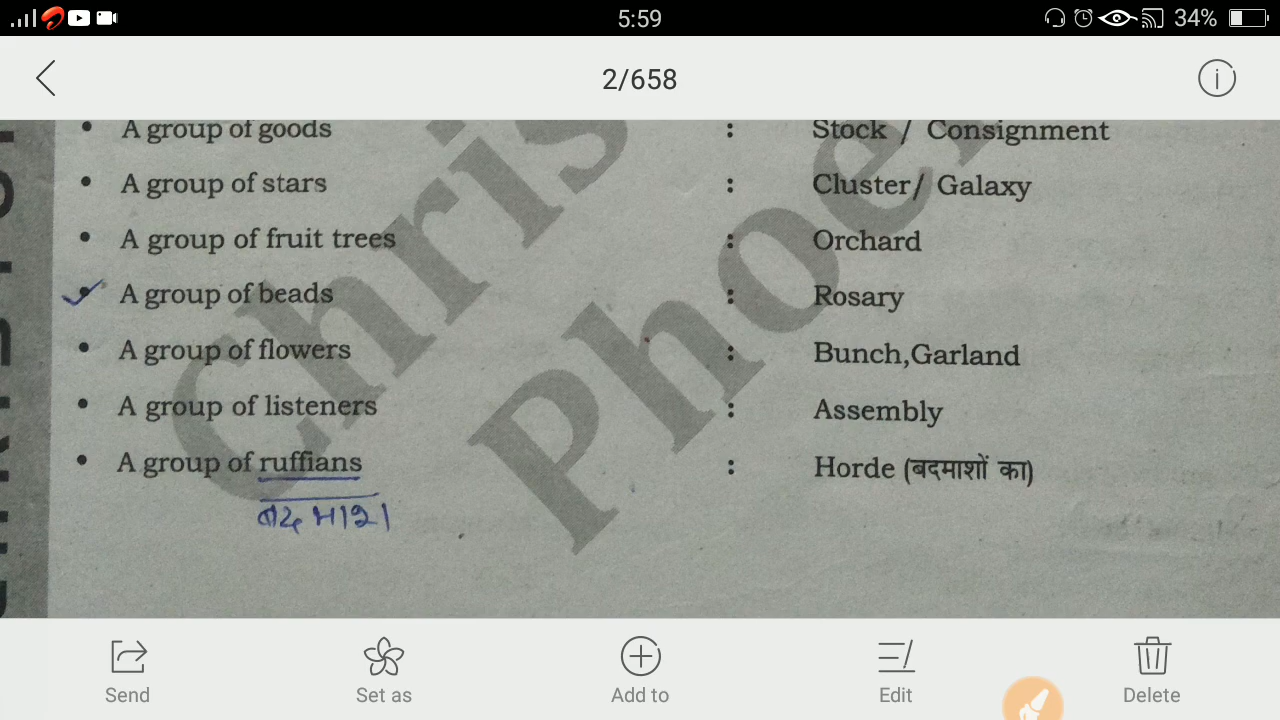 5:59
34%
2/658
A group of goods : Stock / Consignment
A group of stars : Cluster/ Galaxy
A group of fruit trees : Orchard
A group of beads : Rosary
A group of flowers : Bunch,Garland
A group of listeners : Assembly
A group of ruffians : Horde (बदमाशों का)
बदमाश
Chris
Phoe
Send Set as Add to Edit Delete